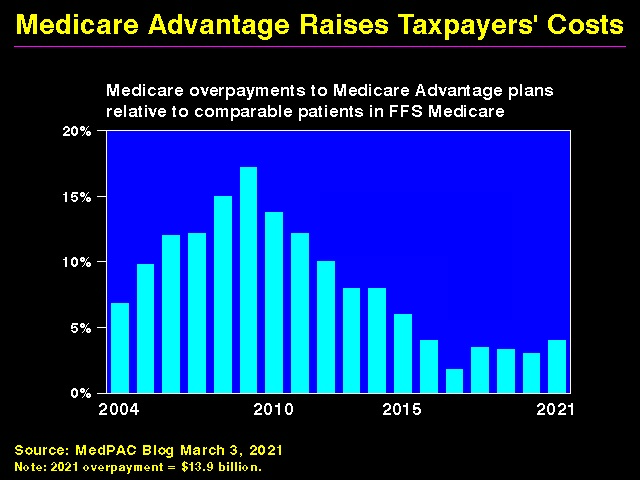 Medicare Advantage Raises Taxpayers' Costs
Medicare overpayments to Medicare Advantage plans
relative to comparable patients in FFS Medicare
20%
15%
10%
5%
0%
2004 2010 2015 2021
Source: MedPAC Blog March 3, 2021
Note: 2021 overpayment = $13.9 billion.